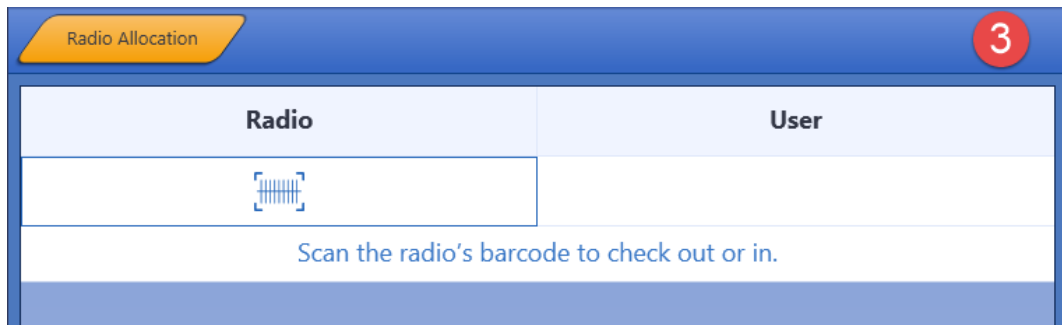 Radio Allocation
3
Radio User
Scan the radio’s barcode to check out or in.